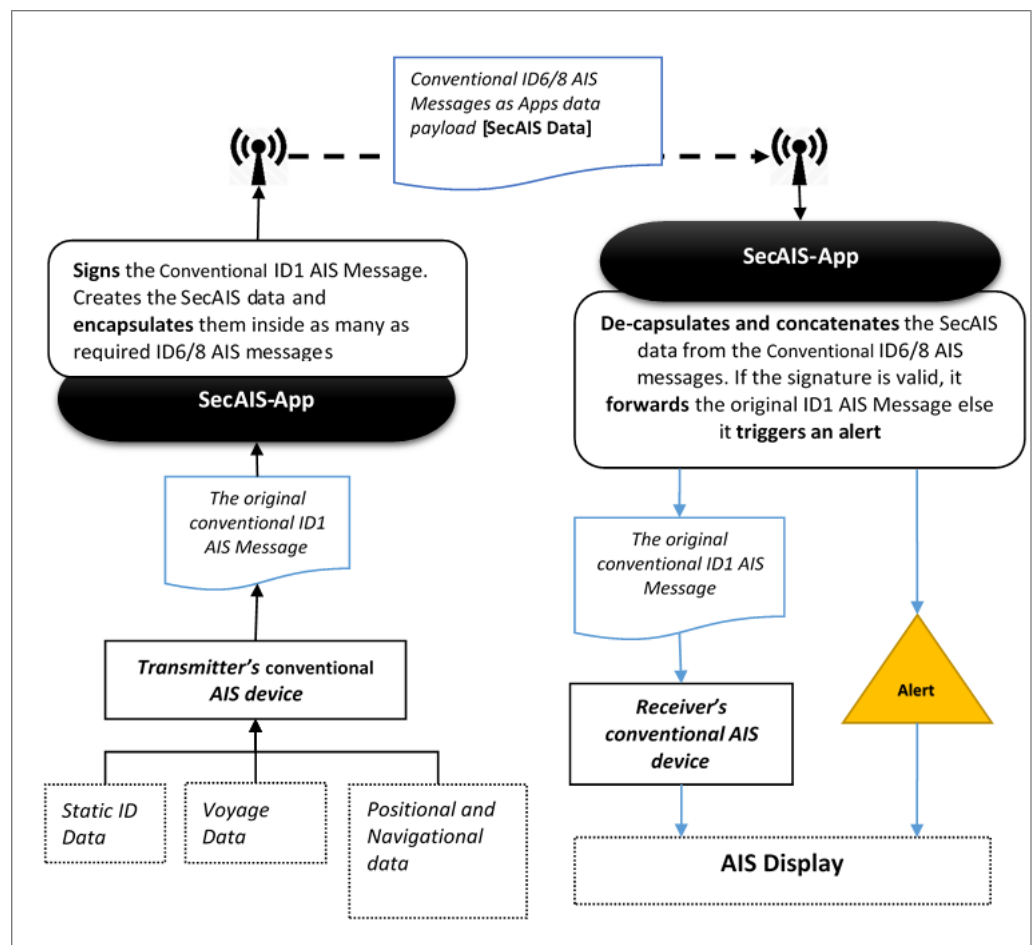 Conventional ID6/8 AIS
Messages as Apps data
payload [SecAIS Data]
Signs the Conventional ID1 AIS Message.
Creates the SecAIS data and
encapsulates them inside as many as
required ID6/8 AIS messages
SecAIS-App
The original
conventional ID1
AIS Message
Transmitter's conventional
AIS device
Static ID
Data
Voyage
Data
Positional and
Navigational
data
SecAIS-App
De-capsulates and concatenates the SecAIS
data from the Conventional ID6/8 AIS
messages. If the signature is valid, it
forwards the original ID1 AIS Message else
it triggers an alert
The original
conventional ID1 AIS
Message
Receiver's
conventional AIS
device
Alert
AIS Display